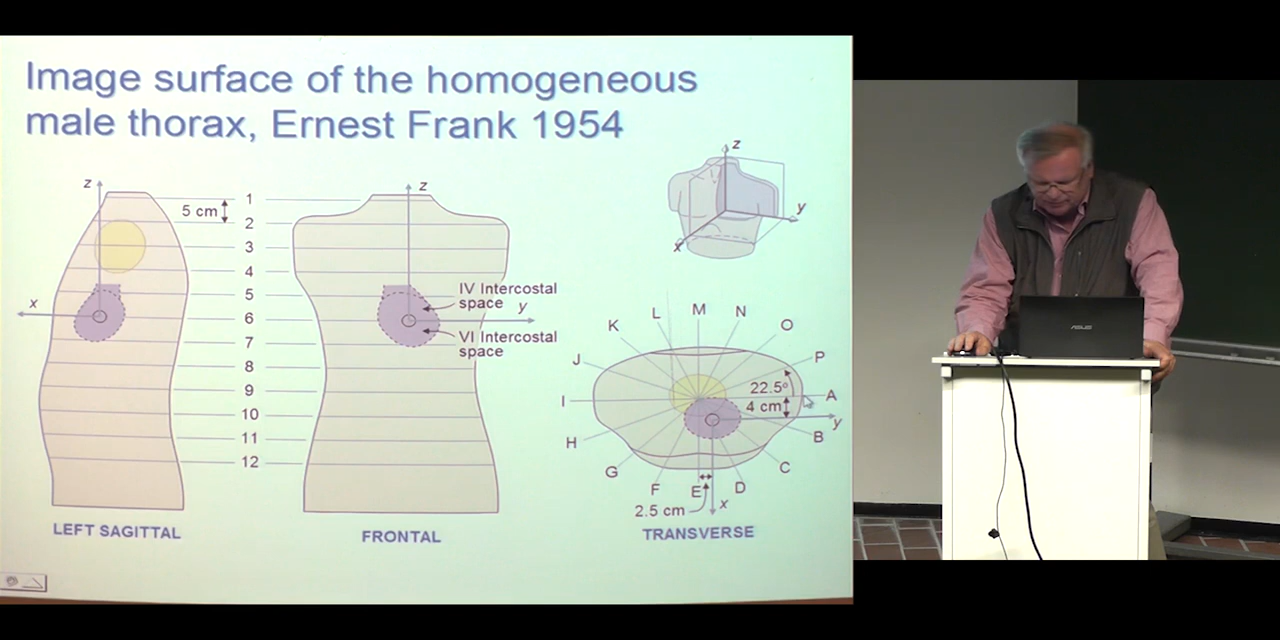 Image surface of the homogeneous
male thorax, Ernest Frank 1954
z
x
5 cm
1
2
3
4
5
6
7
8
9
10
11
12
z
IV Intercostal
space
y
VI Intercostal
space
z
y
x
K
L
M
N
O
J
P
I
22.5°
A
4 cm
y
H
B
G
C
F
E
D
x
2.5 cm
LEFT SAGITTAL
FRONTAL
TRANSVERSE
ASUS